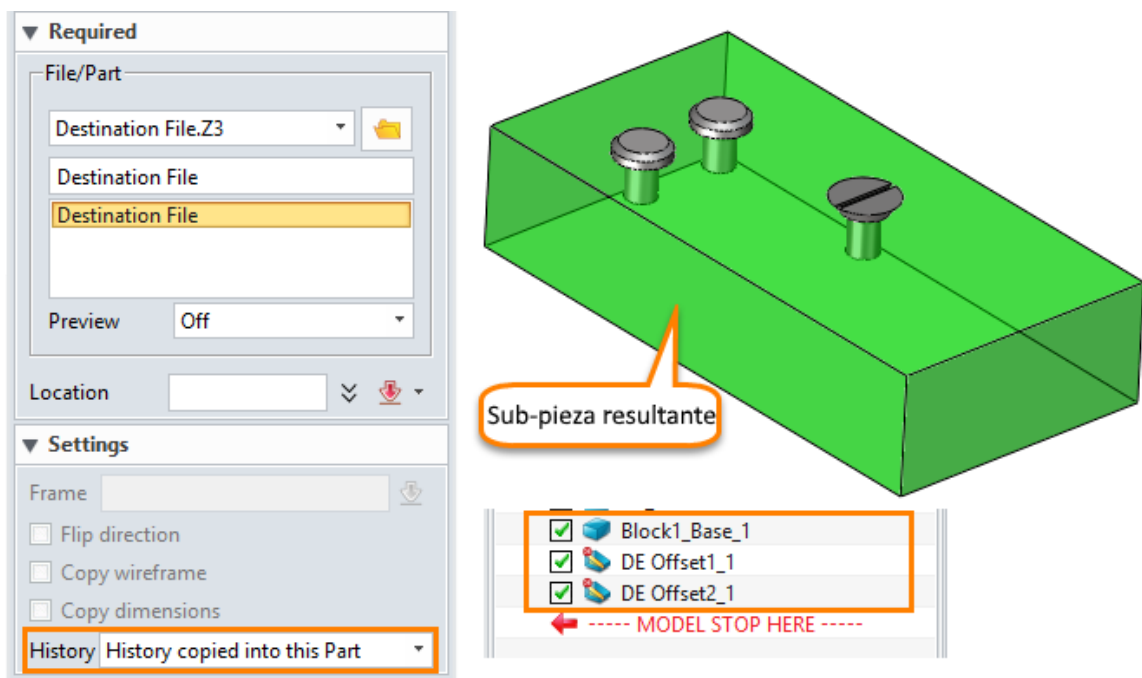 Required
File/Part
Destination File.Z3
Destination File
Destination File
Preview Off
Location
Settings
Frame
Flip direction
Copy wireframe
Copy dimensions
History History copied into this Part
Sub-pieza resultante
Block1_Base_1
DE Offset1_1
DE Offset2_1
----- MODEL STOP HERE -----